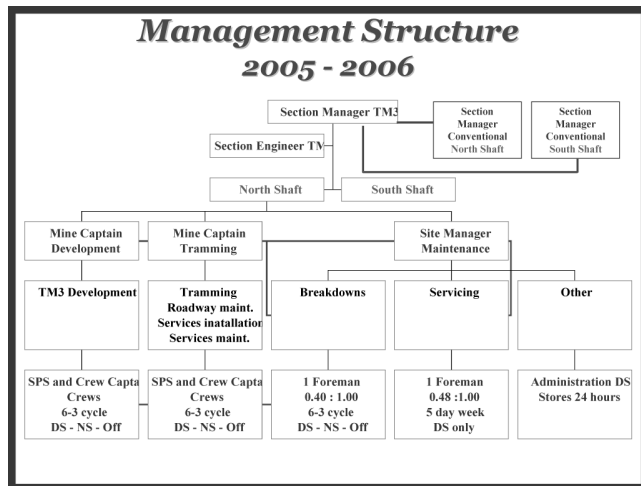 Management Structure
2005 - 2006
Section Manager TM3
Section
Manager
Conventional
North Shaft
Section
Manager
Conventional
South Shaft
Section Engineer TM
North Shaft
South Shaft
Mine Captain
Development
Mine Captain
Tramming
Site Manager
Maintenance
TM3 Development
Tramming
Roadway maint.
Services inatallation
Services maint.
Breakdowns
Servicing
Other
SPS and Crew Capta
Crews
6-3 cycle
DS - NS - Off
SPS and Crew Capta
Crews
6-3 cycle
DS - NS - Off
1 Foreman
0.40 : 1.00
6-3 cycle
DS - NS - Off
1 Foreman
0.48 :1.00
5 day week
DS only
Administration DS
Stores 24 hours